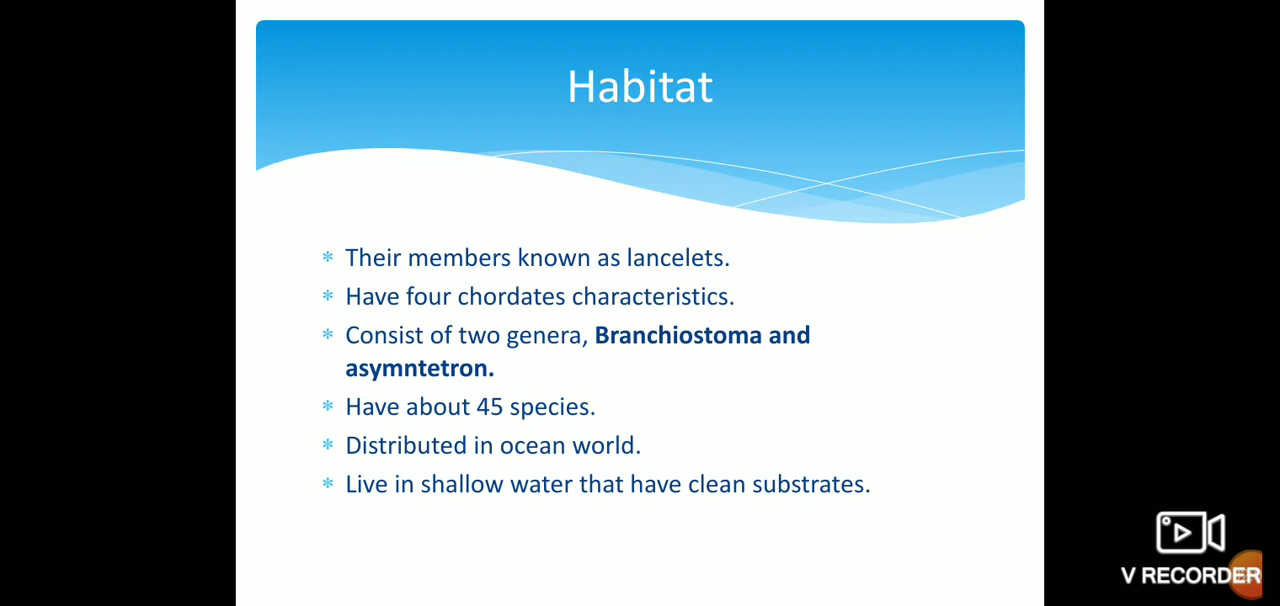 Habitat
* Their members known as lancelets.
* Have four chordates characteristics.
* Consist of two genera, Branchiostoma and
asymntetron.
* Have about 45 species.
* Distributed in ocean world.
* Live in shallow water that have clean substrates.
V RECORDER